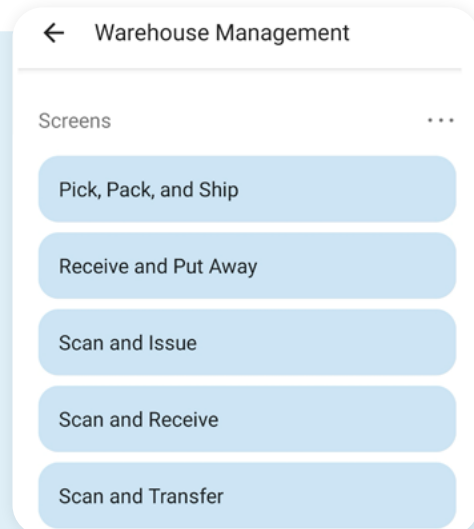 Warehouse Management
Screens
Pick, Pack, and Ship
Receive and Put Away
Scan and Issue
Scan and Receive
Scan and Transfer